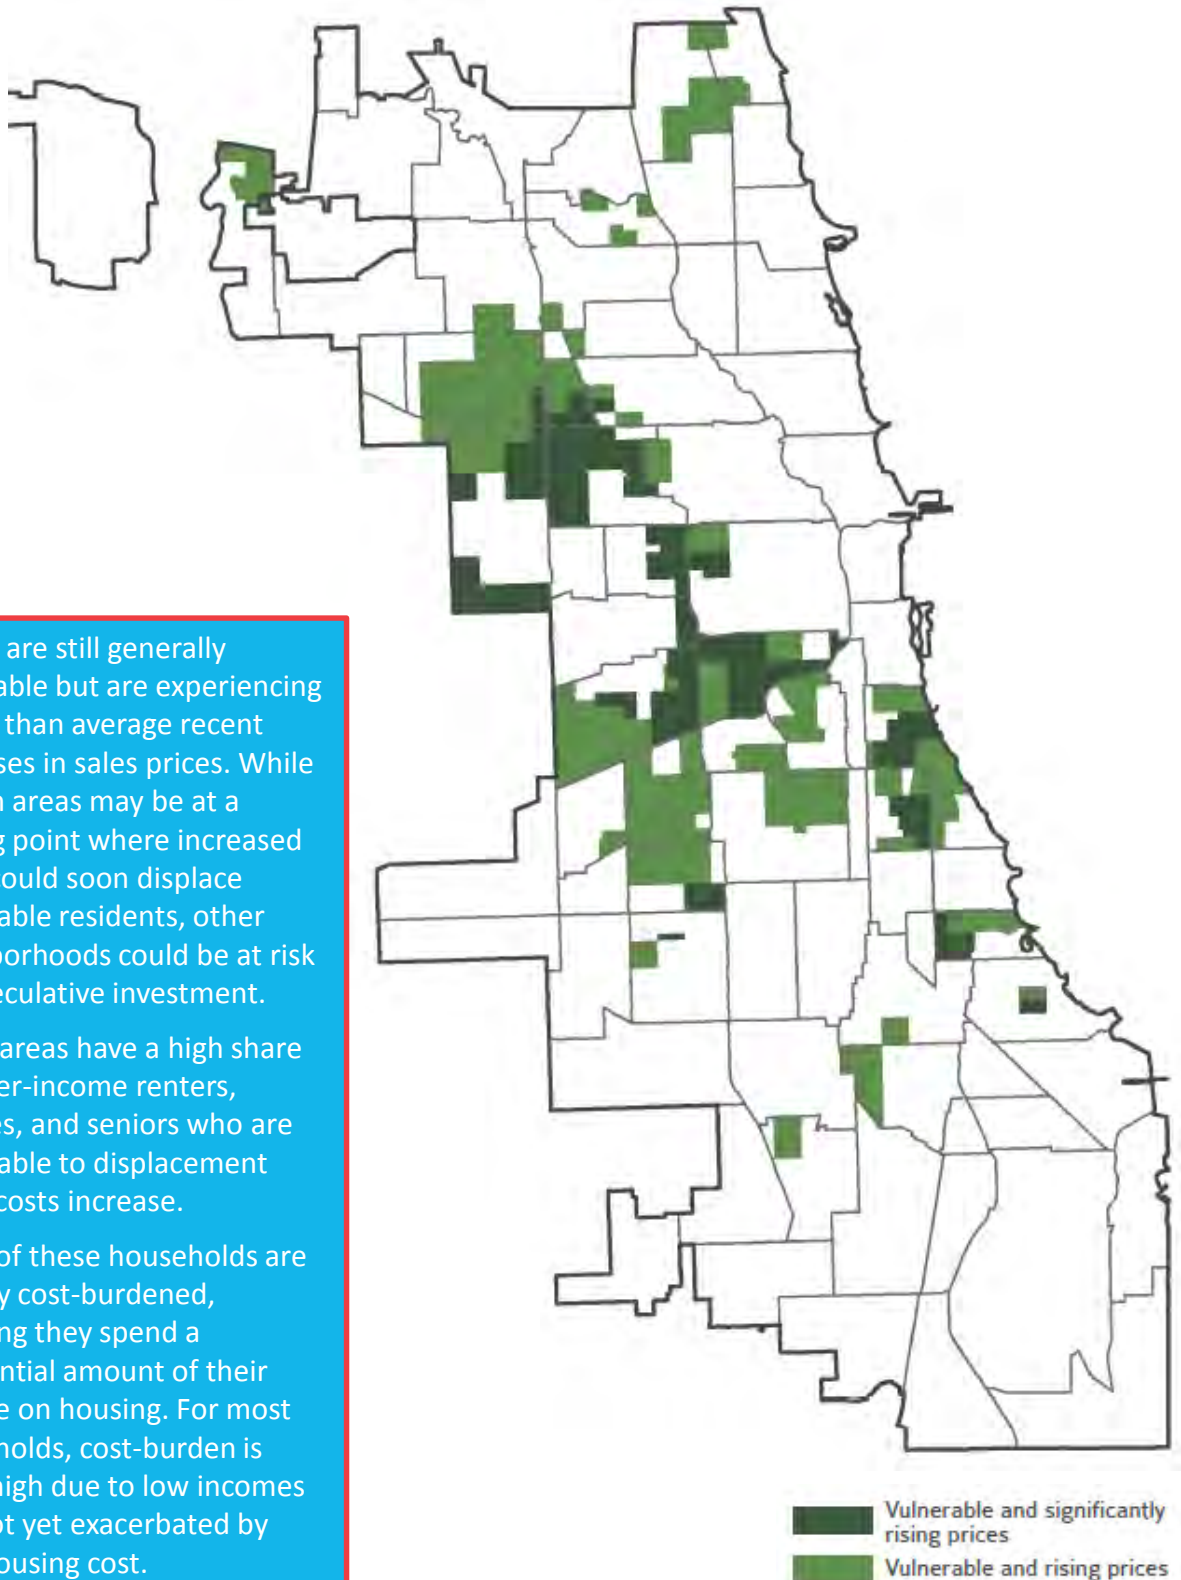 are still generally
able but are experiencing
than average recent
ses in sales prices. While
n areas may be at a
g point where increased
could soon displace
able residents, other
borhoods could be at risk
eculative investment.
areas have a high share
er-income renters,
es, and seniors who are
able to displacement
costs increase.
of these households are
y cost-burdened,
ng they spend a
ntial amount of their
e on housing. For most
holds, cost-burden is
high due to low incomes
ot yet exacerbated by
ousing cost.
Vulnerable and significantly
rising prices
Vulnerable and rising prices